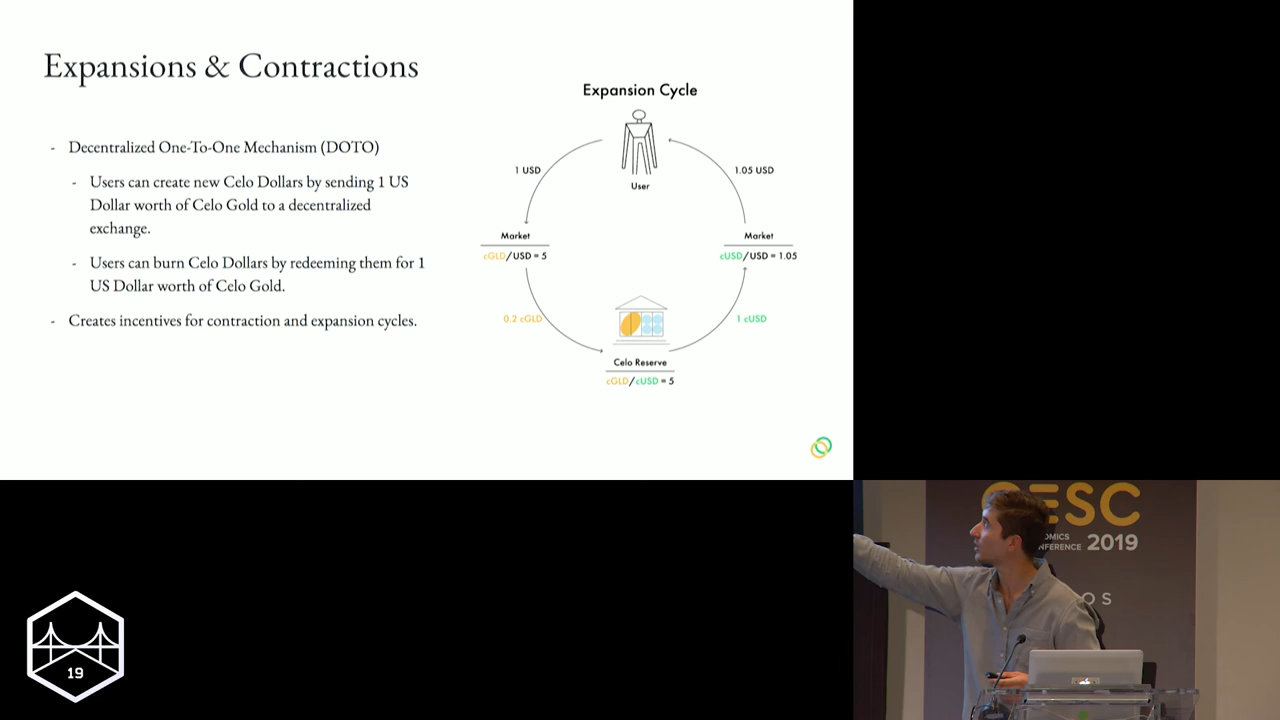 Expansions & Contractions
- Decentralized One-To-One Mechanism (DOTO)
- Users can create new Celo Dollars by sending 1 US
Dollar worth of Celo Gold to a decentralized
exchange.
- Users can burn Celo Dollars by redeeming them for 1
US Dollar worth of Celo Gold.
- Creates incentives for contraction and expansion cycles.
Expansion Cycle
1 USD
1.05 USD
User
Market
cGLD/USD = 5
Market
cUSD/USD = 1.05
0.2 cGLD
1 cUSD
Celo Reserve
cGLD/cUSD = 5
ESC
2019
19